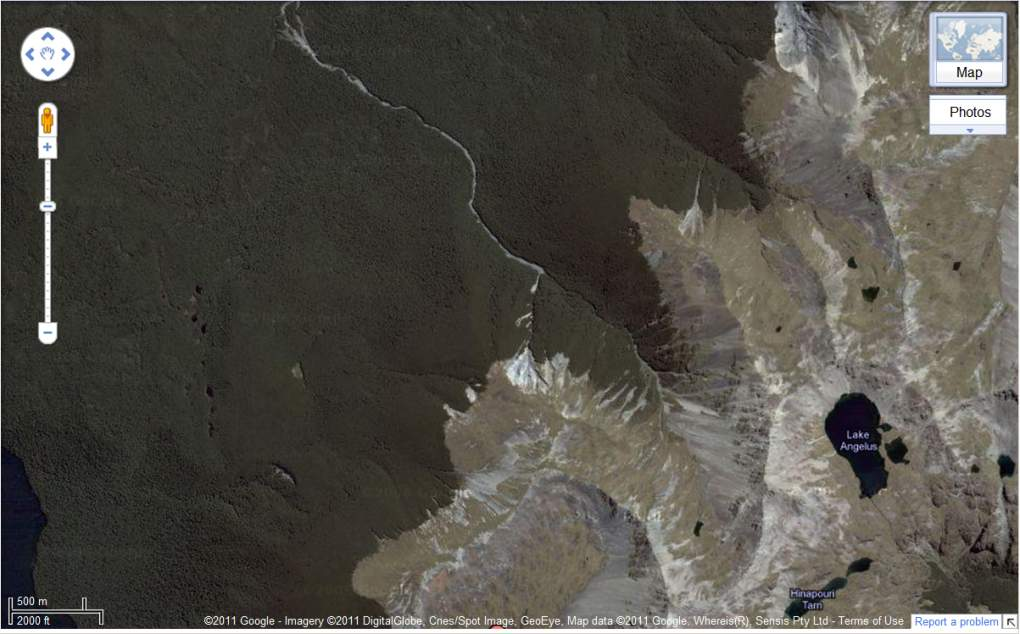 Map
Photos
Lake
Angelus
Hinapouri
Tarn
500 m
2000 ft
©2011 Google - Imagery ©2011 DigitalGlobe, Cnes/Spot Image, GeoEye, Map data ©2011 Google, Whereis(R), Sensis Pty Ltd - Terms of Use
Report a problem